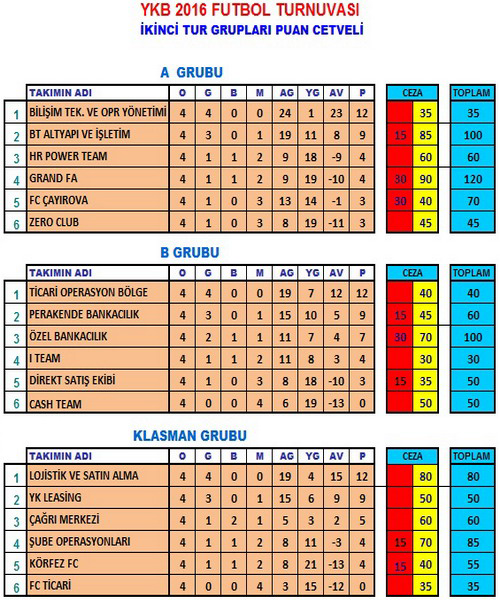 YKB 2016 FUTBOL TURNUVASI
İKİNCİ TUR GRUPLARI PUAN CETVELİ
A GRUBU
TAKIMIN ADI O G B M AG YG AV P CEZA TOPLAM
1 BİLİŞİM TEK. VE OPR YÖNETİMİ 4 4 0 0 24 1 23 12 35 35
2 BT ALTYAPI VE İŞLETİM 4 3 0 1 19 11 8 9 15 85 100
3 HR POWER TEAM 4 1 1 2 9 18 -9 4 60 60
4 GRAND FA 4 1 1 2 9 19 -10 4 30 90 120
5 FC ÇAYIROVA 4 1 0 3 13 14 -1 3 30 40 70
6 ZERO CLUB 4 1 0 3 8 19 -11 3 45 45
B GRUBU
TAKIMIN ADI O G B M AG YG AV P CEZA TOPLAM
1 TİCARİ OPERASYON BÖLGE 4 4 0 0 19 7 12 12 40 40
2 PERAKENDE BANKACILIK 4 3 0 1 15 10 5 9 15 45 60
3 ÖZEL BANKACILIK 4 2 1 1 11 7 4 7 30 70 100
4 I TEAM 4 1 1 2 11 8 3 4 30 30
5 DİREKT SATIŞ EKİBİ 4 1 0 3 8 18 -10 3 15 35 50
6 CASH TEAM 4 0 0 4 6 19 -13 0 50 50
KLASMAN GRUBU
TAKIMIN ADI O G B M AG YG AV P CEZA TOPLAM
1 LOJİSTİK VE SATIN ALMA 4 4 0 0 19 4 15 12 80 80
2 YK LEASING 4 3 0 1 15 6 9 9 50 50
3 ÇAĞRI MERKEZİ 4 1 2 1 5 3 2 5 60 60
4 ŞUBE OPERASYONLARI 4 1 1 2 8 11 -3 4 15 70 85
5 KÖRFEZ FC 4 1 1 2 8 21 -13 4 15 40 55
6 FC TİCARİ 4 0 0 4 3 15 -12 0 35 35